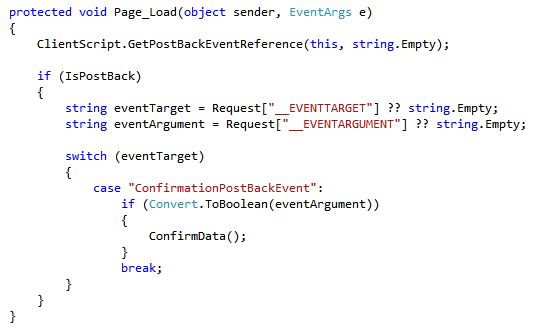 protected void Page_Load(object sender, EventArgs e)
{
    ClientScript.GetPostBackEventReference(this, string.Empty);

    if (IsPostBack)
    {
        string eventTarget = Request["__EVENTTARGET"] ?? string.Empty;
        string eventArgument = Request["__EVENTARGUMENT"] ?? string.Empty;

        switch (eventTarget)
        {
            case "ConfirmationPostBackEvent":
                if (Convert.ToBoolean(eventArgument))
                {
                    ConfirmData();
                }
                break;
        }
    }
}